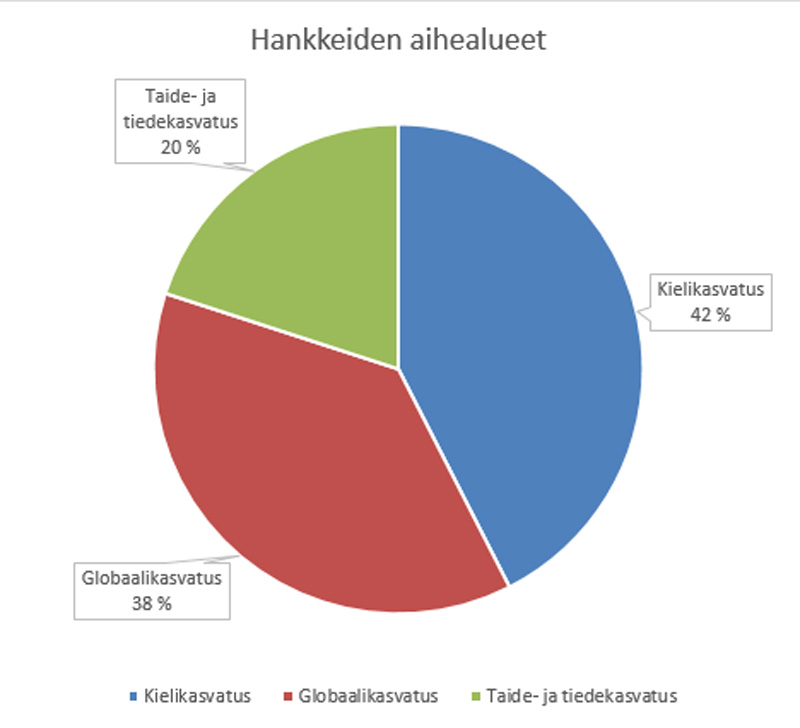 Hankkeiden aihealueet
Taide- ja
tiedekasvatus
20 %
Kielikasvatus
42 %
Globaalikasvatus
38 %
Kielikasvatus
Globaalikasvatus
Taide- ja tiedekasvatus